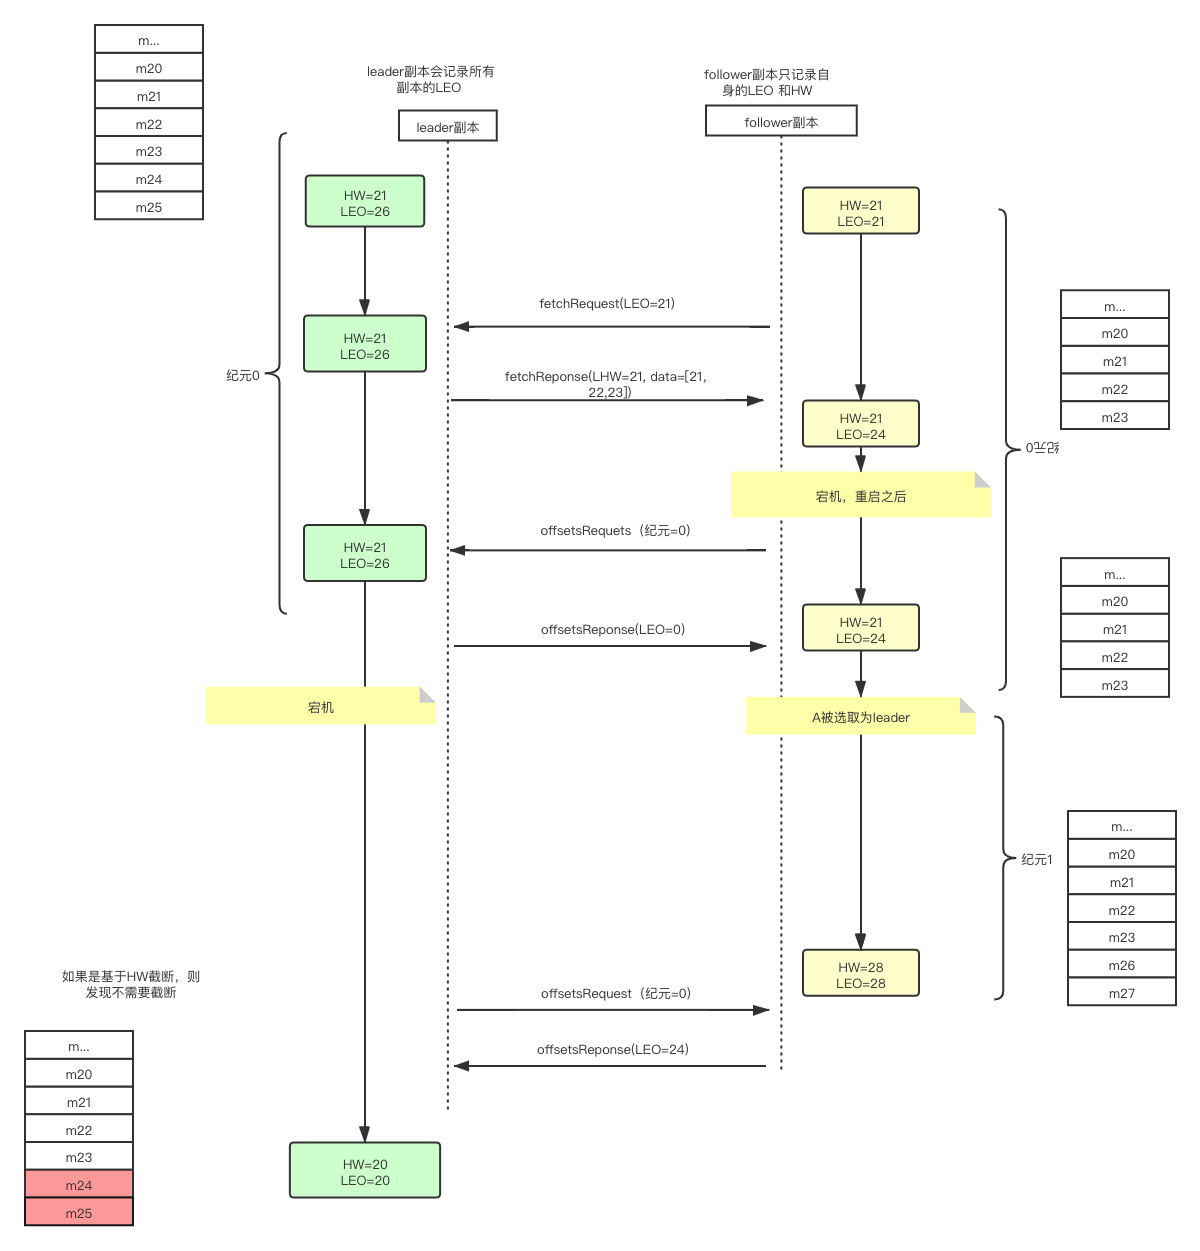 m...
m20
m21
m22
m23
m24
m25
leader副本会记录所有
副本的LEO
leader副本
follower副本只记录自
身的LEO 和HW
follower副本
HW=21
LEO=26
HW=21
LEO=21
fetchRequest(LEO=21)
HW=21
LEO=26
纪元0
fetchReponse(LHW=21, data=[21,
22,23])
HW=21
LEO=24
m...
m20
m21
m22
m23
纪元0
宕机，重启之后
offsetsRequets（纪元=0)
HW=21
LEO=26
offsetsReponse(LEO=0)
HW=21
LEO=24
m...
m20
m21
m22
m23
宕机
A被选取为leader
纪元1
m...
m20
m21
m22
m23
m26
m27
HW=28
LEO=28
offsetsRequest（纪元=0)
offsetsReponse(LEO=24)
如果是基于HW截断，则
发现不需要截断
m...
m20
m21
m22
m23
m24
m25
HW=20
LEO=20